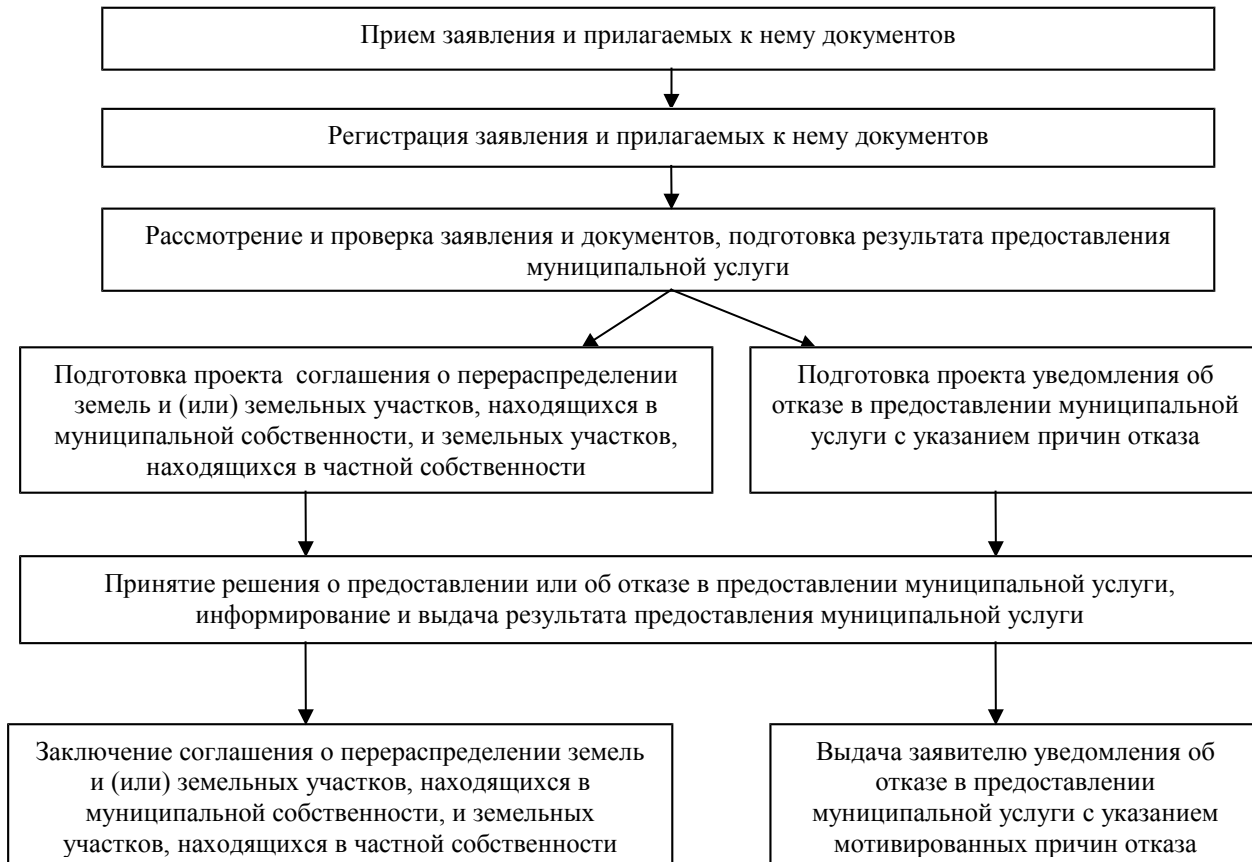 Прием заявления и прилагаемых к нему документов
Регистрация заявления и прилагаемых к нему документов
Рассмотрение и проверка заявления и документов, подготовка результата предоставления
муниципальной услуги
Подготовка проекта соглашения о перераспределении
земель и (или) земельных участков, находящихся в
муниципальной собственности, и земельных участков,
находящихся в частной собственности
Подготовка проекта уведомления об
отказе в предоставлении муниципальной
услуги с указанием причин отказа
Принятие решения о предоставлении или об отказе в предоставлении муниципальной услуги,
информирование и выдача результата предоставления муниципальной услуги
Заключение соглашения о перераспределении земель
и (или) земельных участков, находящихся в
муниципальной собственности, и земельных
участков, находящихся в частной собственности
Выдача заявителю уведомления об
отказе в предоставлении
муниципальной услуги с указанием
мотивированных причин отказа